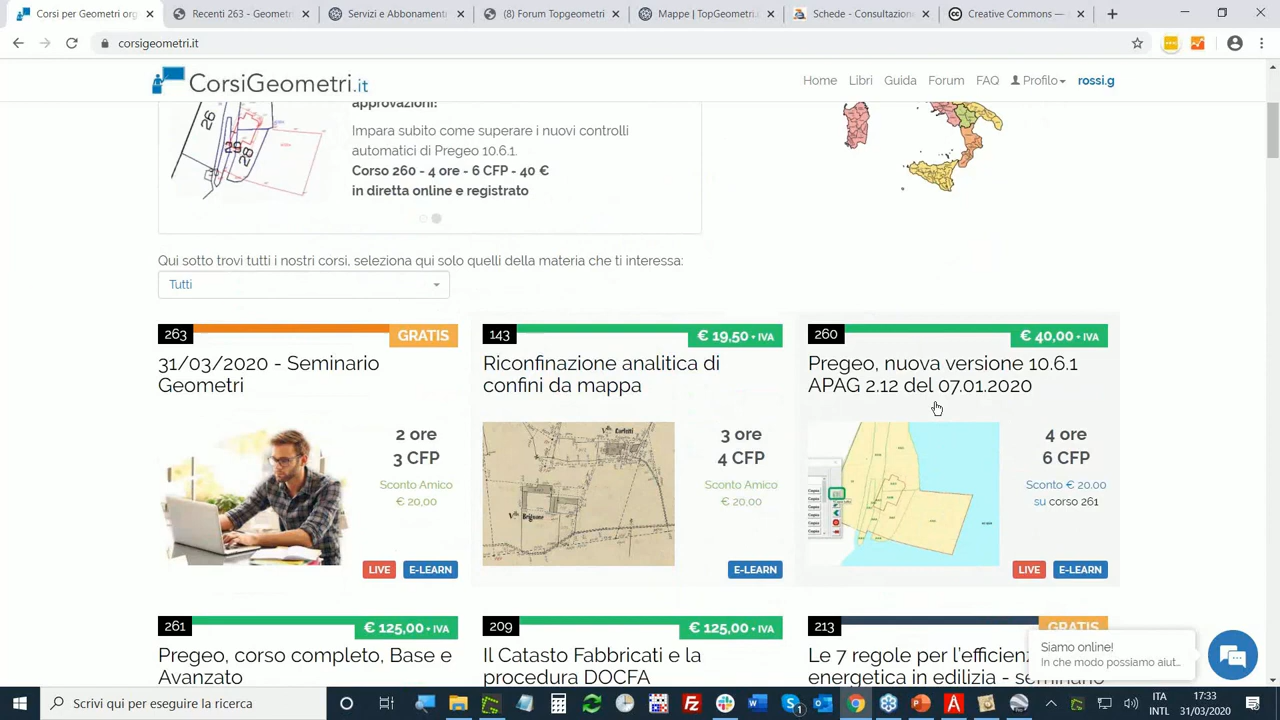 Corsi per Geometri org
Recenti 263 - Geometri
Servizi e Abbonamenti
(8) Forum Topgeometri
Mappe | TopGeometri
Schede - Consultazione
Creative Commons —
corsigeometri.it
CorsiGeometri.it
Home Libri Guida Forum FAQ Profilo rossi.g
approvazioni!
Impara subito come superare i nuovi controlli
automatici di Pregeo 10.6.1.
Corso 260 - 4 ore - 6 CFP - 40 €
in diretta online e registrato
26
29
28
Qui sotto trovi tutti i nostri corsi, seleziona qui solo quelli della materia che ti interessa:
Tutti
263 GRATIS
31/03/2020 - Seminario
Geometri
2 ore
3 CFP
Sconto Amico
€ 20,00
LIVE E-LEARN
143 € 19,50 + IVA
Riconfinazione analitica di
confini da mappa
3 ore
4 CFP
Sconto Amico
€ 20,00
E-LEARN
260 € 40,00 + IVA
Pregeo, nuova versione 10.6.1
APAG 2.12 del 07.01.2020
4 ore
6 CFP
Sconto € 20.00
su corso 261
LIVE E-LEARN
261 € 125,00 + IVA
Pregeo, corso completo, Base e
Avanzato
209 € 125,00 + IVA
Il Catasto Fabbricati e la
procedura DOCFA
213 GRATIS
Le 7 regole per l'efficien
energetica in edilizia - seminario
Siamo online!
In che modo possiamo aiut...
Scrivi qui per eseguire la ricerca
ITA
INTL
17:33
31/03/2020